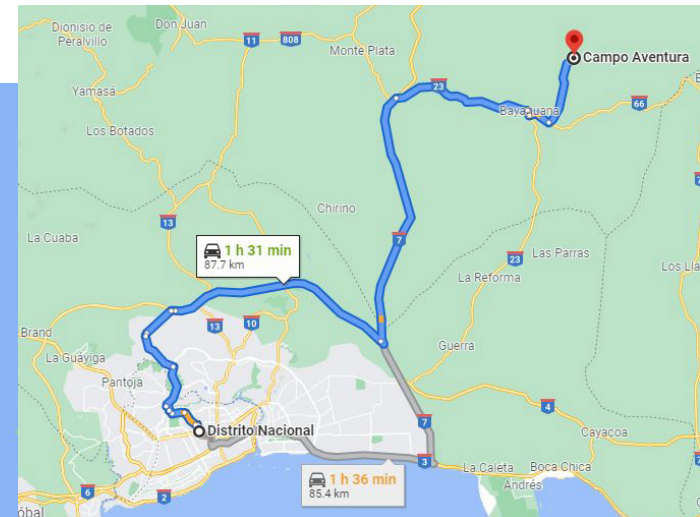 Dionisio de
Peralvillo
Don Juan
11
808
Monte Plata
Campo Aventura
Yamasá
23
Bayaguana
66
Los Botados
Chirino
13
La Cuaba
7
1 h 31 min
87.7 km
23
Las Parras
La Reforma
Los Lla
13
10
Brand
La Guáyiga
Guerra
Pantoja
4
7
Distrito Nacional
Cayacoa
3
1 h 36 min
85.4 km
La Caleta
Boca Chica
Andrés
6
2
óbal